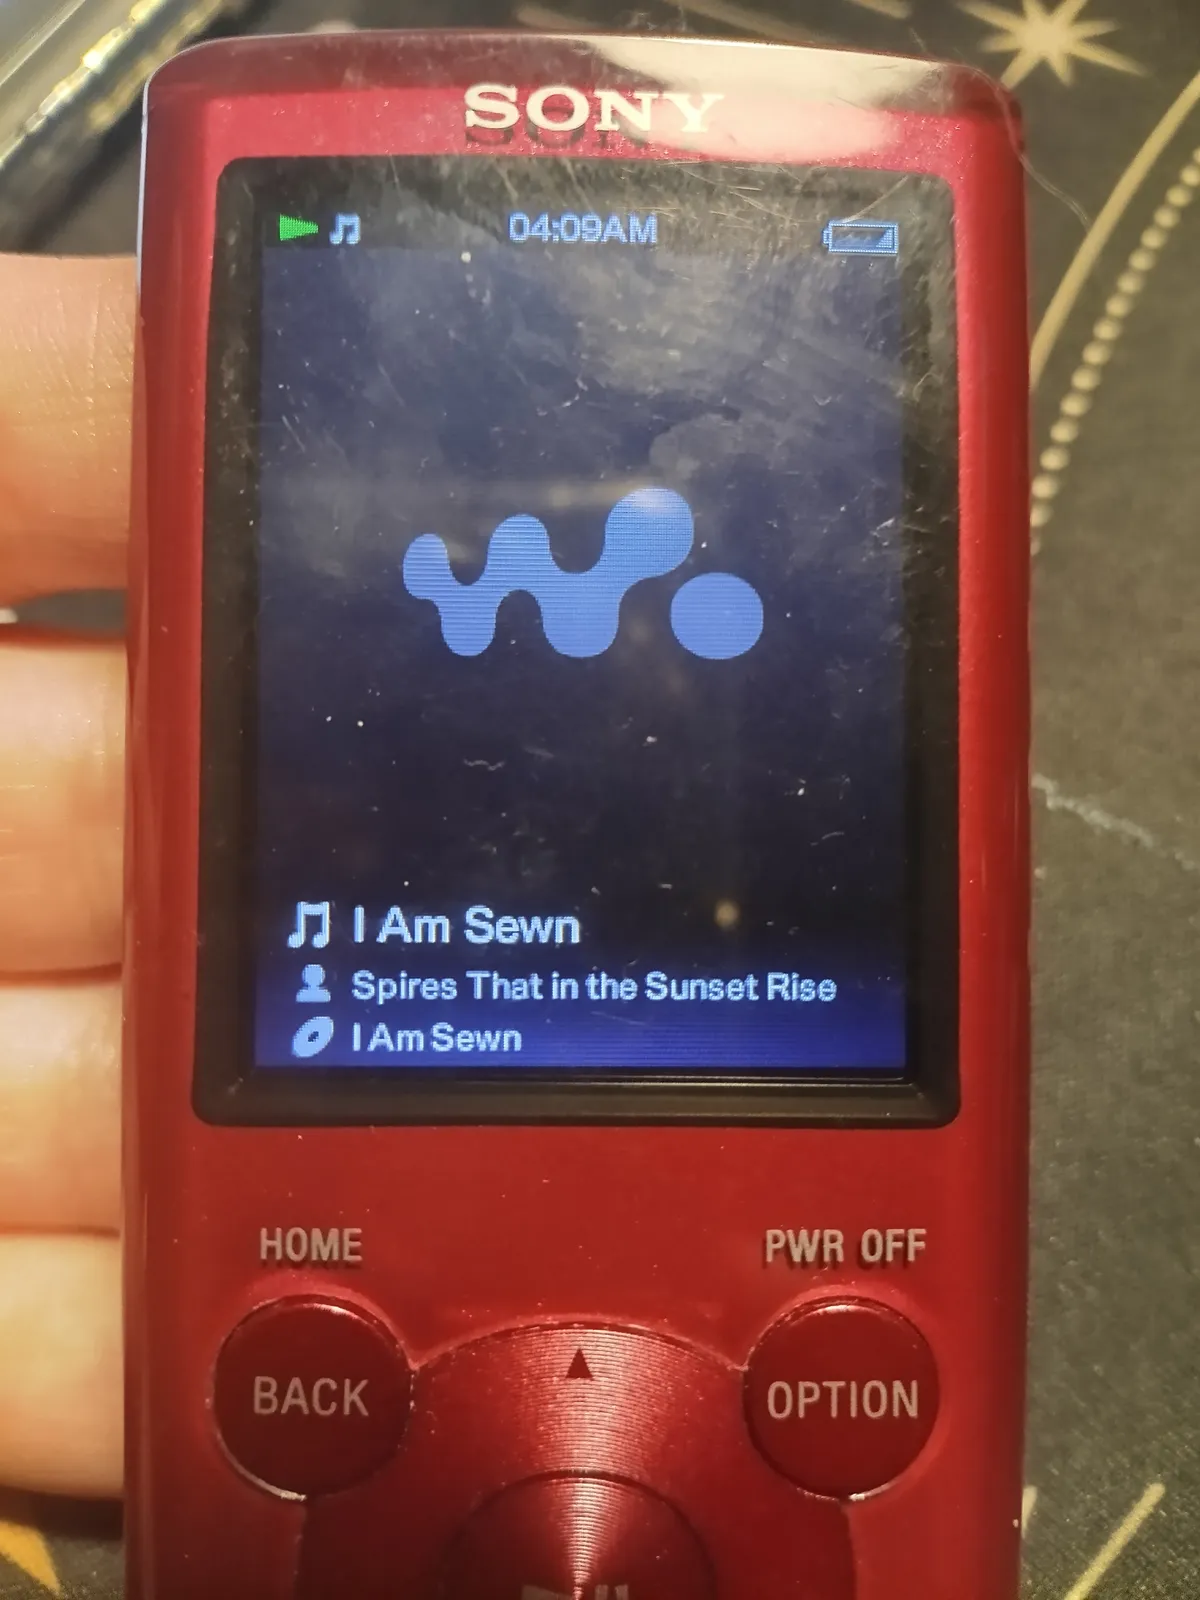 SONY
04:09AM
I Am Sewn
Spires That in the Sunset Rise
I Am Sewn
HOME
PWR OFF
BACK
OPTION